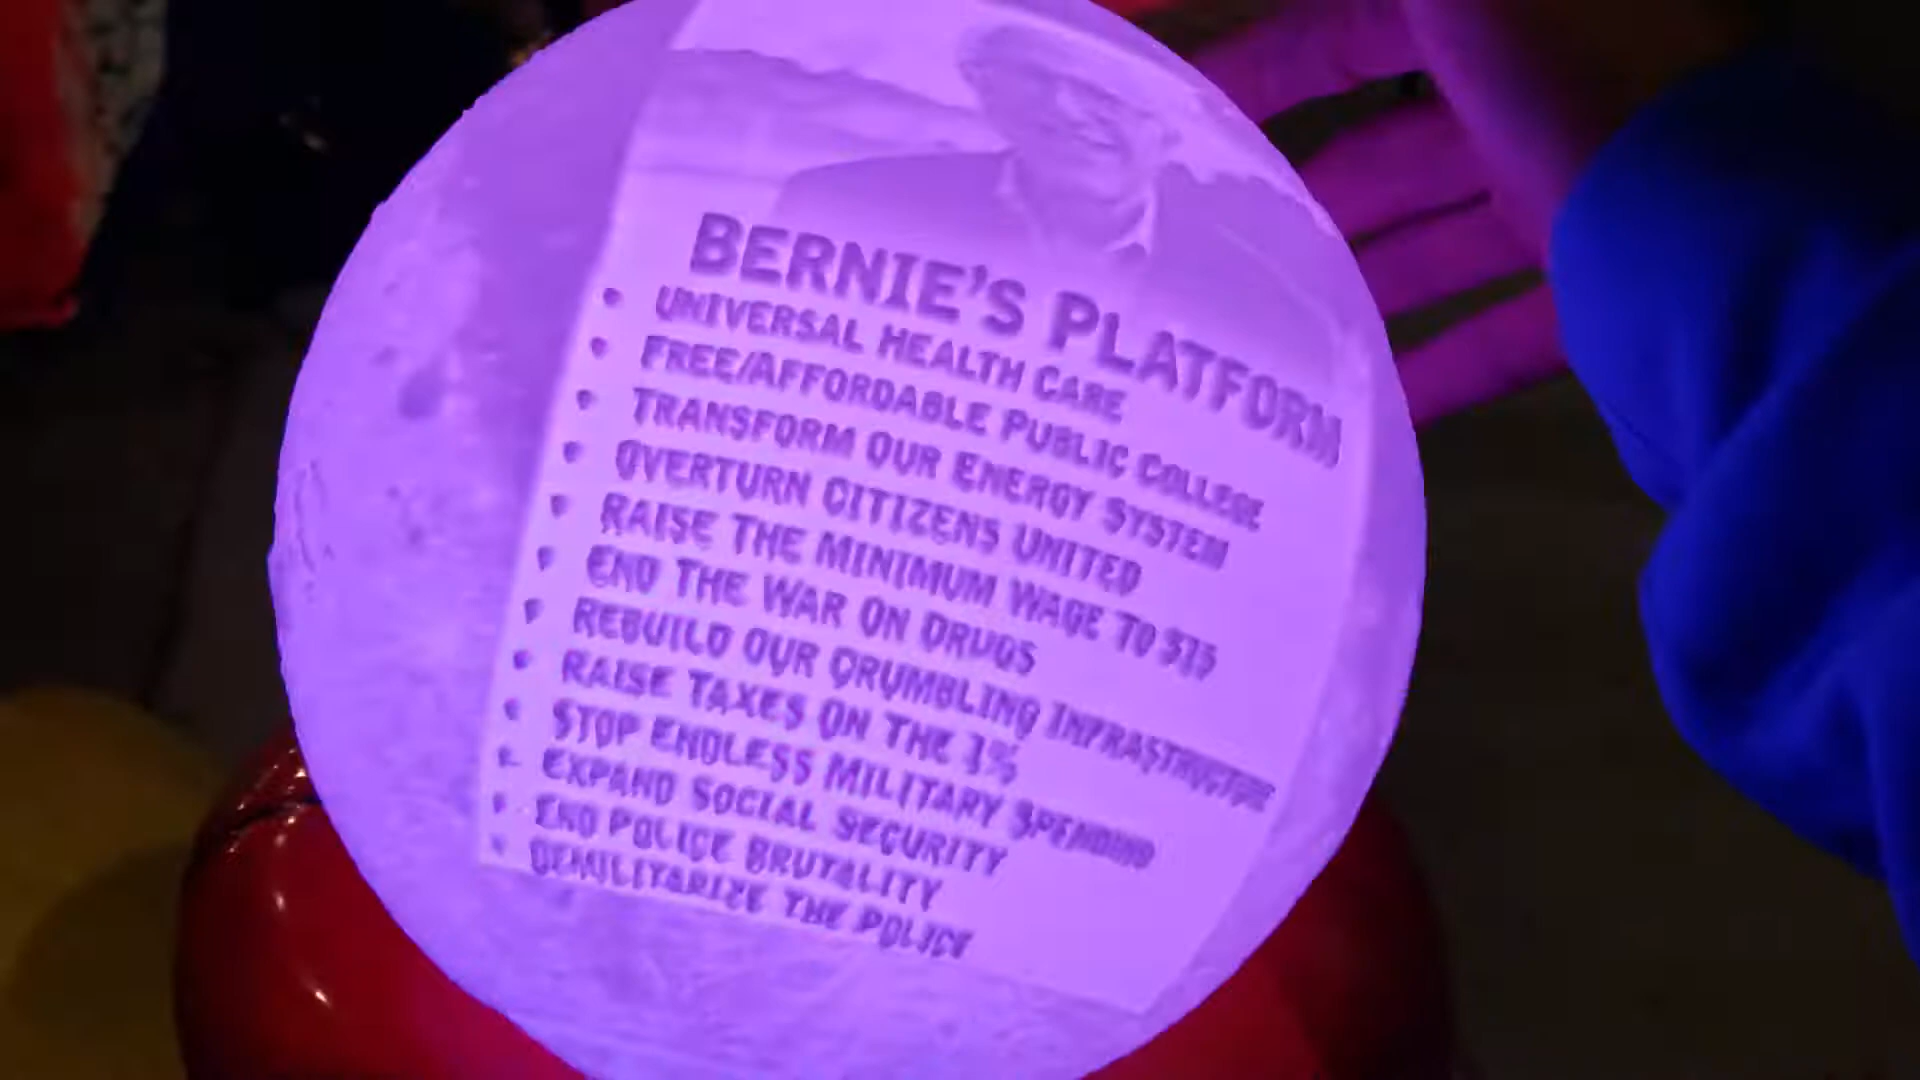 BERNIE'S PLATFORM
• UNIVERSAL HEALTH CARE
• FREE/AFFORDABLE PUBLIC COLLEGE
• TRANSFORM OUR ENERGY SYSTEM
• OVERTURN CITIZENS UNITED
• RAISE THE MINIMUM WAGE TO $15
• END THE WAR ON DRUGS
• REBUILD OUR CRUMBLING INFRASTRUCTURE
• RAISE TAXES ON THE 1%
• STOP ENDLESS MILITARY SPENDING
• EXPAND SOCIAL SECURITY
• END POLICE BRUTALITY
• DEMILITARIZE THE POLICE